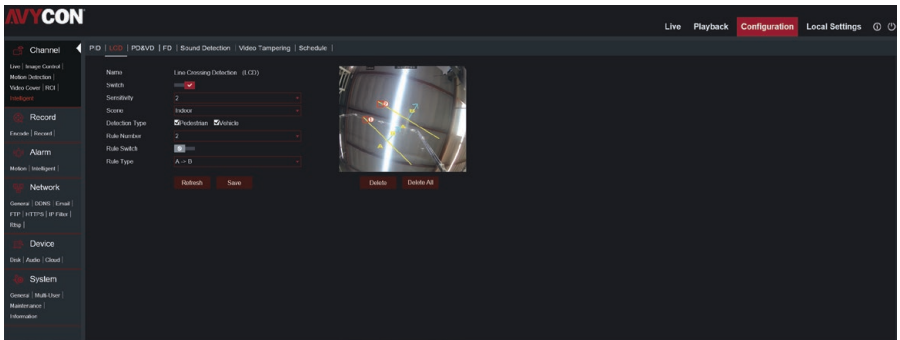 AVYCON
Live Playback Configuration Local Settings
Channel
Live | Image Control |
Motion Detection |
Video Cover | ROI |
Intelligent
Record
Encode | Record |
Alarm
Motion | Intelligent |
Network
General | DDNS | Email |
FTP | HTTPS | IP Filter |
Rtsp |
Device
Disk | Audio | Cloud |
System
General | Multi-User |
Maintenance |
Information
PID | LCD | PD&VD | FD | Sound Detection | Video Tampering | Schedule |
Name Line Crossing Detection (LCD)
Switch
Sensitivity 2
Scene Indoor
Detection Type Pedestrian Vehicle
Rule Number 2
Rule Switch
Rule Type A -> B
Refresh Save
Delete Delete All